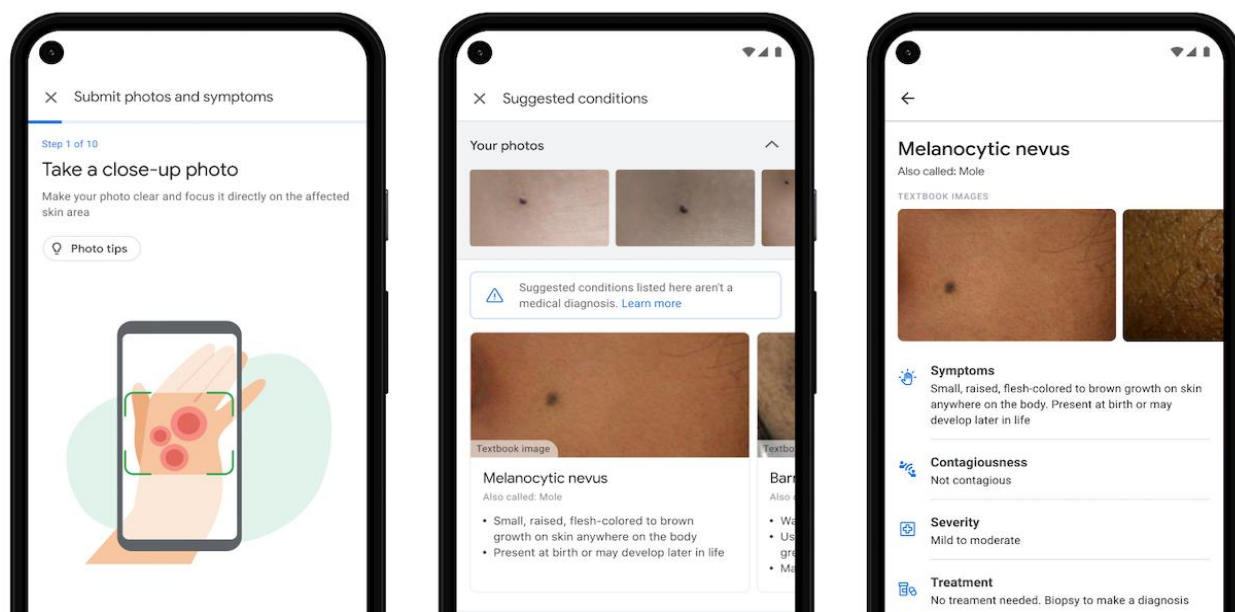 Submit photos and symptoms
Step 1 of 10
Take a close-up photo
Make your photo clear and focus it directly on the affected
skin area
Photo tips
Suggested conditions
Your photos
Suggested conditions listed here aren't a
medical diagnosis. Learn more
Textbook image
Melanocytic nevus
Also called: Mole
• Small, raised, flesh-colored to brown
growth on skin anywhere on the body
• Present at birth or may develop later in life
Melanocytic nevus
Also called: Mole
TEXTBOOK IMAGES
Symptoms
Small, raised, flesh-colored to brown growth on skin
anywhere on the body. Present at birth or may
develop later in life
Contagiousness
Not contagious
Severity
Mild to moderate
Treatment
No treament needed. Biopsy to make a diagnosis